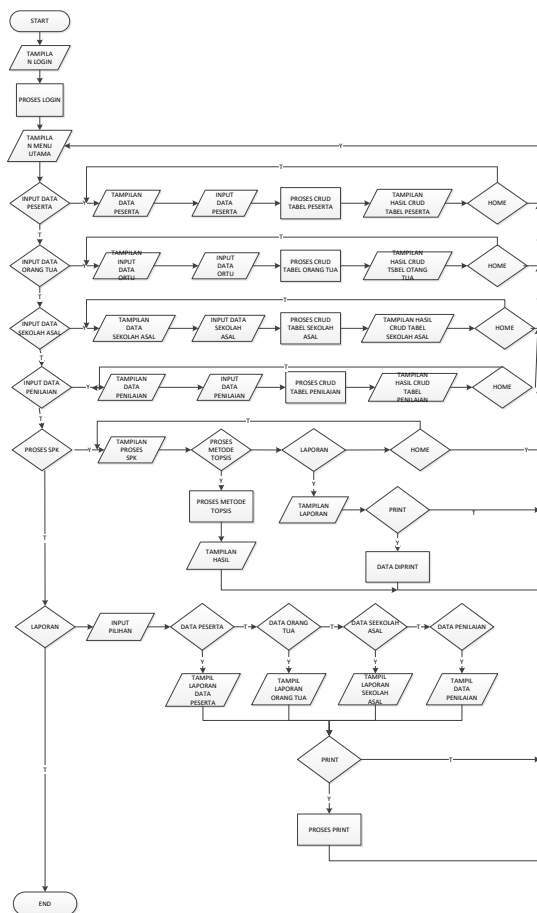 START
TAMPILA
N LOGIN
PROSES LOGIN
TAMPILA
N MENU
UTAMA
Y
T
INPUT DATA
PESERTA
Y
TAMPILAN
DATA
PESERTA
INPUT
DATA
PESERTA
PROSES CRUD
TABEL PESERTA
TAMPILAN
HASIL CRUD
TABEL PESERTA
HOME
T
T
INPUT DATA
ORANG TUA
Y
TAMPILAN
INPUT
DATA
ORTU
INPUT
DATA
ORTU
PROSES CRUD
TABEL ORANG TUA
TAMPILAN
HASIL CRUD
TSBEL OTANG
TUA
HOME
T
T
INPUT DATA
SEKOLAH ASAL
Y
TAMPILAN
DATA
SEKOLAH ASAL
INPUT DATA
SEKOLAH
ASAL
PROSES CRUD
TABEL SEKOLAH
ASAL
TAMPILAN HASIL
CRUD TABEL
SEKOLAH ASAL
HOME
T
T
INPUT DATA
PENILAIAN
Y
TAMPILAN
DATA
PENILAIAN
INPUT
DATA
PENILAIAN
PROSES CRUD
TABEL PENILAIAN
TAMPILAN
HASIL CRUD
TABEL
PENILAIAN
HOME
T
T
PROSES SPK
Y
TAMPILAN
PROSES
SPK
PROSES
METODE
TOPSIS
LAPORAN
HOME
Y
Y
Y
PROSES METODE
TOPSIS
TAMPILAN
LAPORAN
PRINT
T
TAMPILAN
HASIL
Y
DATA DIPRINT
T
LAPORAN
INPUT
PILIHAN
DATA PESERTA
T
DATA ORANG
TUA
T
DATA SEEKOLAH
ASAL
T
DATA PENILAIAN
Y
Y
Y
Y
TAMPIL
LAPORAN
DATA
PESERTA
TAMPIL
LAPORAN
ORANG TUA
TAMPIL
LAPORAN
SEKOLAH
ASAL
TAMPIL
DATA
PENILAIAN
PRINT
T
T
Y
PROSES PRINT
END